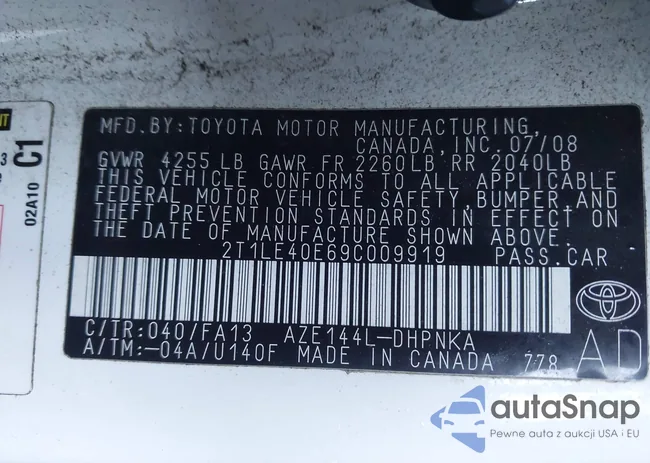 MFD.BY:TOYOTA MOTOR MANUFACTURING,
CANADA, INC. 07/08
GVWR 4255 LB GAWR FR 2260LB RR 2040LB
THIS VEHICLE CONFORMS TO ALL APPLICABLE
FEDERAL MOTOR VEHICLE SAFETY, BUMPER, AND
THEFT PREVENTION STANDARDS IN EFFECT ON
THE DATE OF MANUFACTURE SHOWN ABOVE.
2T1LE40E69C009919 PASS.CAR
C/TR:040/FA13 AZE144L-DHPNKA
A/TM:-04A/U140F MADE IN CANADA 778
AD
C1
02A10
autaSnap
Pewne auta z aukcji USA i EU